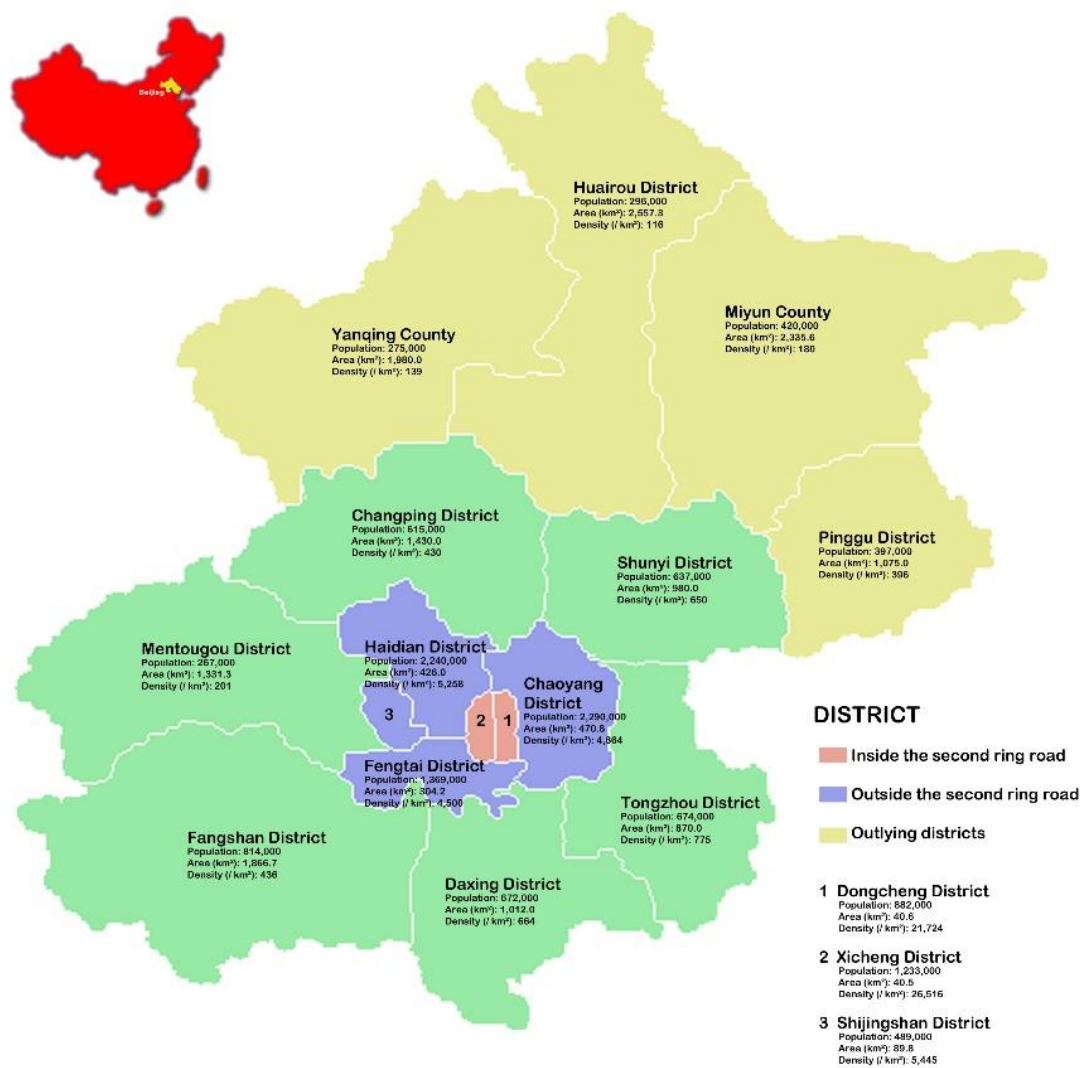 Beijing
Huairou District
Population: 296,000
Area (km²): 2,557.3
Density (/ km²): 116
Miyun County
Population: 420,000
Area (km²): 2,335.6
Density (/ km²): 180
Yanqing County
Population: 275,000
Area (km²): 1,980.0
Density (/ km²): 139
Changping District
Population: 615,000
Area (km²): 1,430.0
Density (/ km²): 430
Shunyi District
Population: 637,000
Area (km²): 980.0
Density (/ km²): 650
Pinggu District
Population: 397,000
Area (km²): 1,075.0
Density (/ km²): 396
Mentougou District
Population: 267,000
Area (km²): 1,331.3
Density (/ km²): 201
Haidian District
Population: 2,240,000
Area (km²): 426.0
Density (/ km²): 5,258
Chaoyang
District
Population: 2,290,000
Area (km²): 470.8
Density (/ km²): 4,864
3
2
1
Fengtai District
Population: 1,369,000
Area (km²): 304.2
Density (/ km²): 4,500
Fangshan District
Population: 814,000
Area (km²): 1,866.7
Density (/ km²): 436
Tongzhou District
Population: 674,000
Area (km²): 870.0
Density (/ km²): 775
Daxing District
Population: 672,000
Area (km²): 1,012.0
Density (/ km²): 664
DISTRICT
Inside the second ring road
Outside the second ring road
Outlying districts
1 Dongcheng District
Population: 882,000
Area (km²): 40.6
Density (/ km²): 21,724
2 Xicheng District
Population: 1,233,000
Area (km²): 40.5
Density (/ km²): 26,516
3 Shijingshan District
Population: 489,000
Area (km²): 89.8
Density (/ km²): 5,445